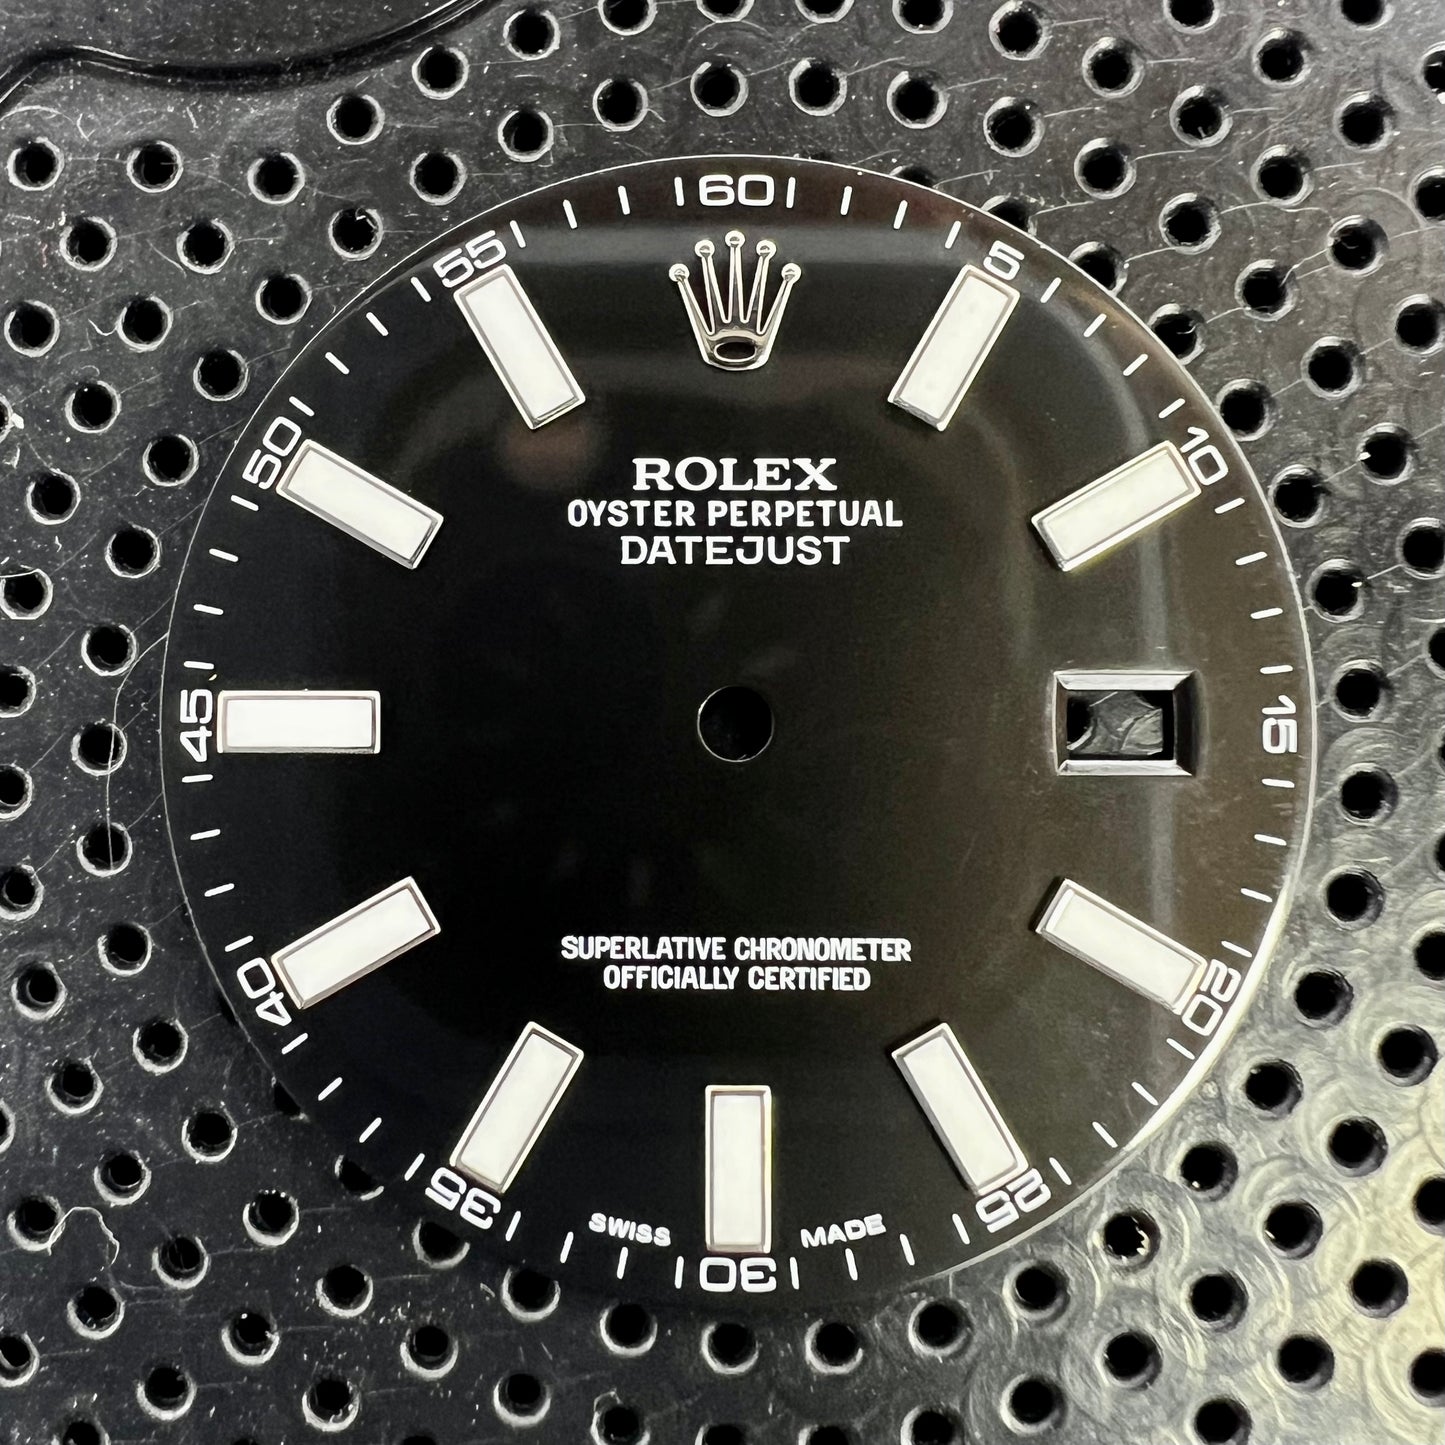 60
5
10
15
20
25
30
35
40
45
50
55
ROLEX
OYSTER PERPETUAL
DATEJUST
SUPERLATIVE CHRONOMETER
OFFICIALLY CERTIFIED
SWISS MADE